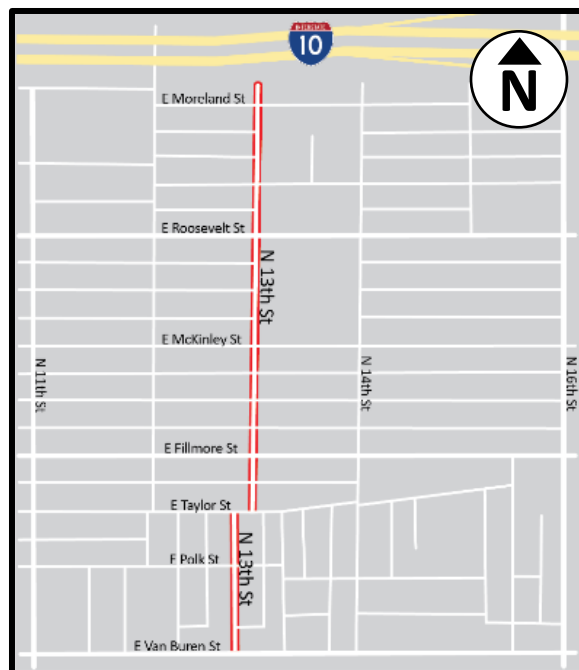 10
N
E Moreland St
E Roosevelt St
N 13th St
E McKinley St
N 11th St
N 14th St
N 16th St
E Fillmore St
E Taylor St
N 13th St
E Polk St
E Van Buren St